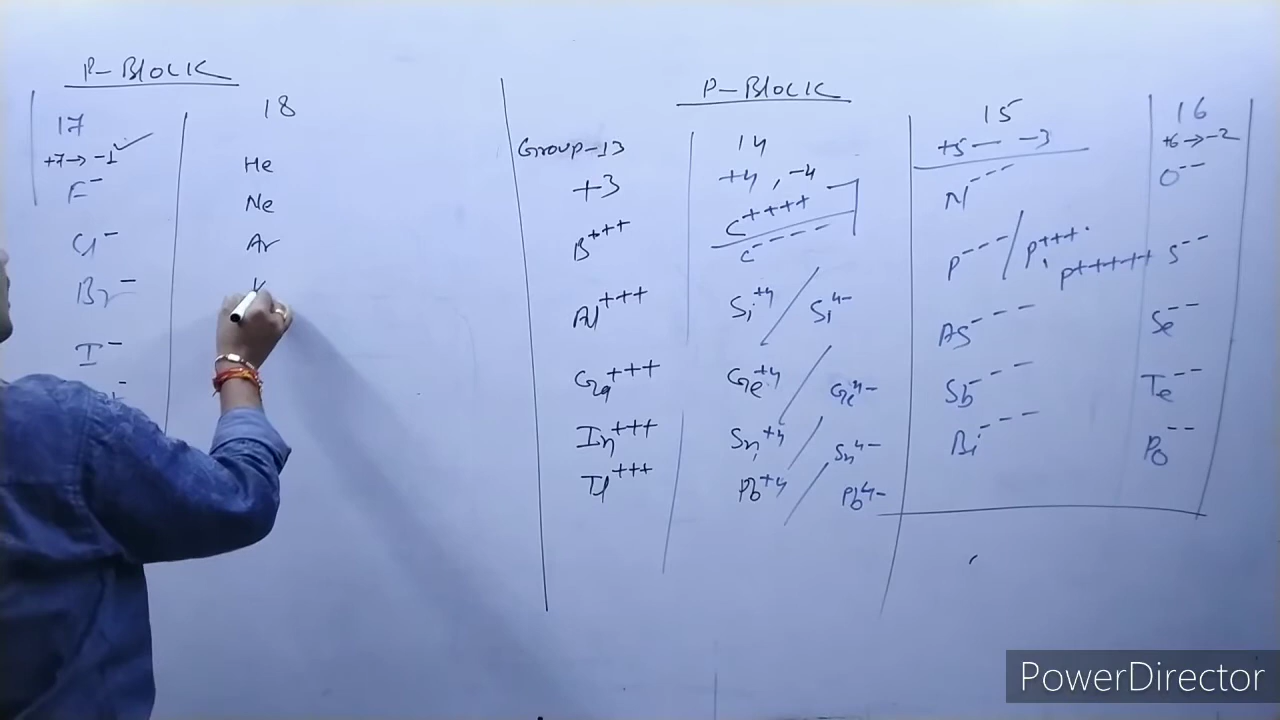 P-BLOCK
17
+7→ -1 ✓
F⁻
Cl⁻
Br⁻
I⁻
18
He
Ne
Ar
K
P-BLOCK
Group-13
+3
B+++
Al+++
Ga+++
In+++
Tl+++
14
+4 , -4
C++++
C----
Si+4 / Si4-
Ge+4 / Ge4-
Sn+4 / Sn4-
Pb+4 / Pb4-
15
+5 — -3
N---
P--- / P+++ , P+++++
As---
Sb---
Bi---
16
+6 → -2
O--
S--
Se--
Te--
Po--
PowerDirector